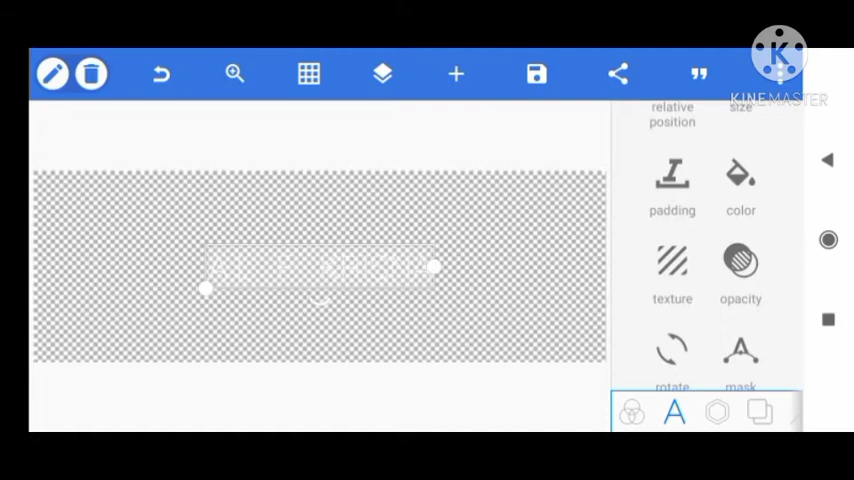 KINEMASTER
relative size
position
padding color
texture opacity
rotate mask